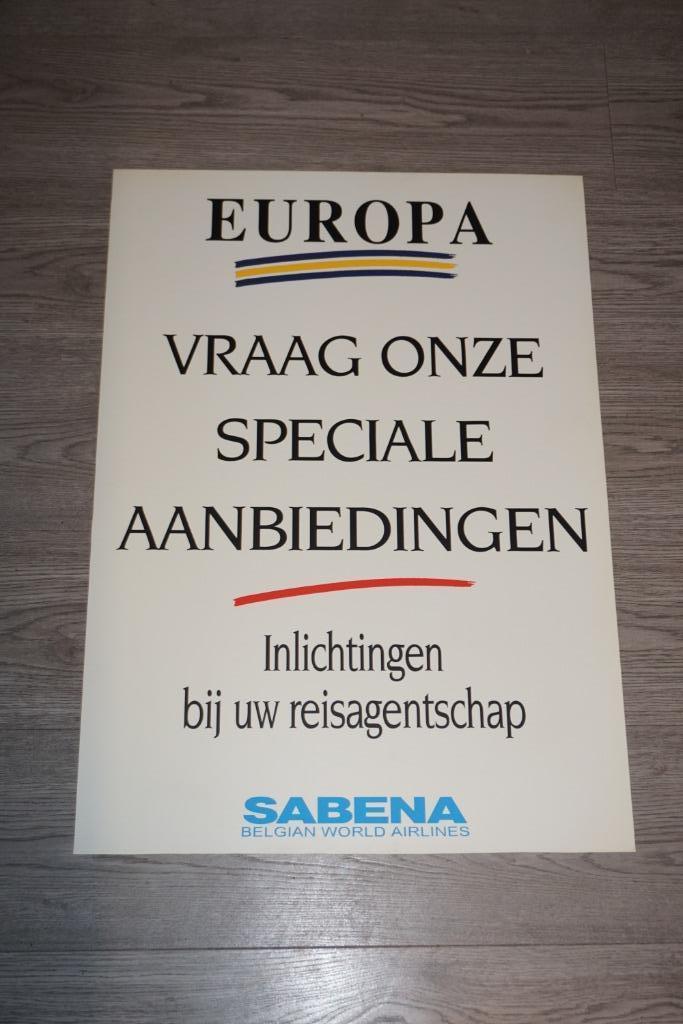 EUROPA
VRAAG ONZE
SPECIALE
AANBIEDINGEN
Inlichtingen
bij uw reisagentschap
SABENA
BELGIAN WORLD AIRLINES